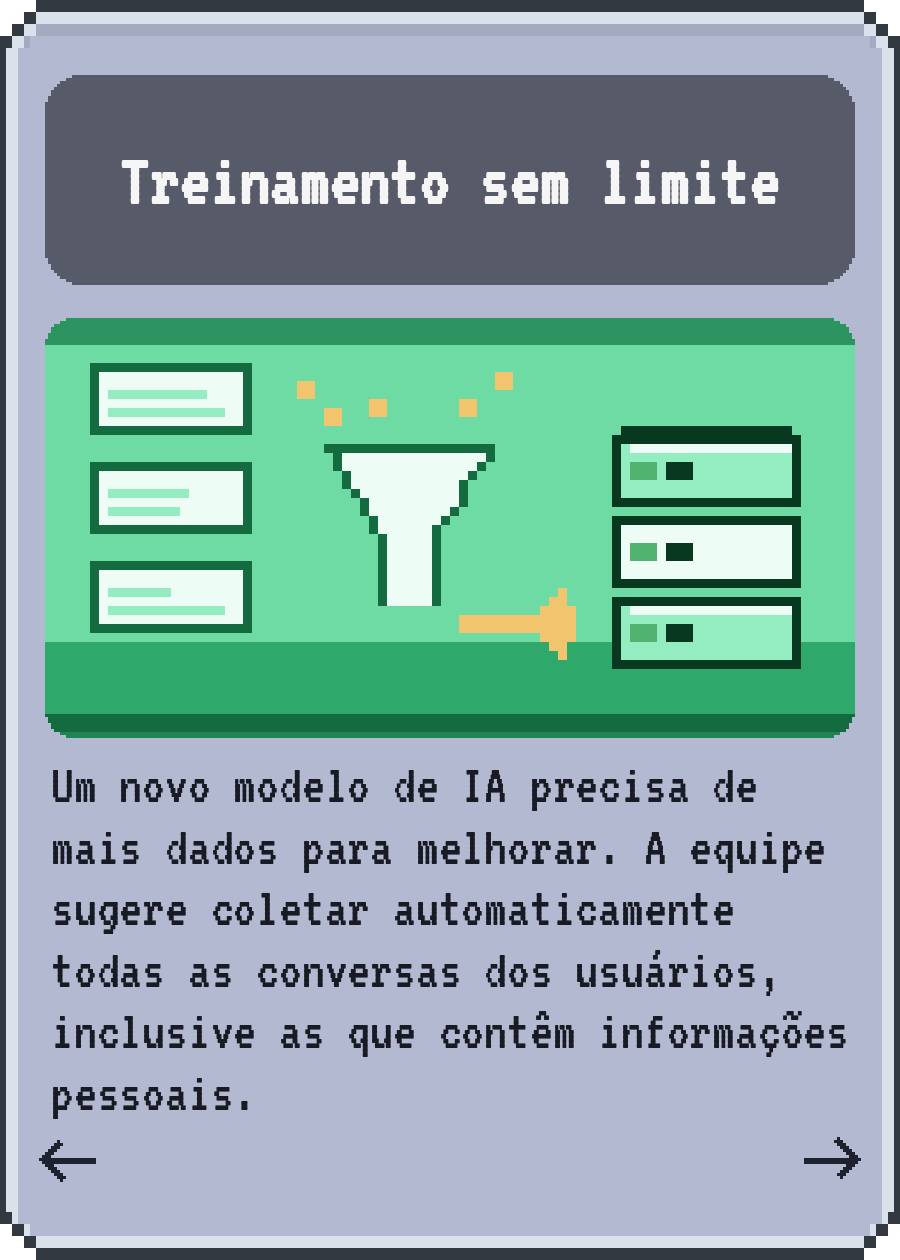 Treinamento sem limite
Um novo modelo de IA precisa de
mais dados para melhorar. A equipe
sugere coletar automaticamente
todas as conversas dos usuários,
inclusive as que contêm informações
pessoais.